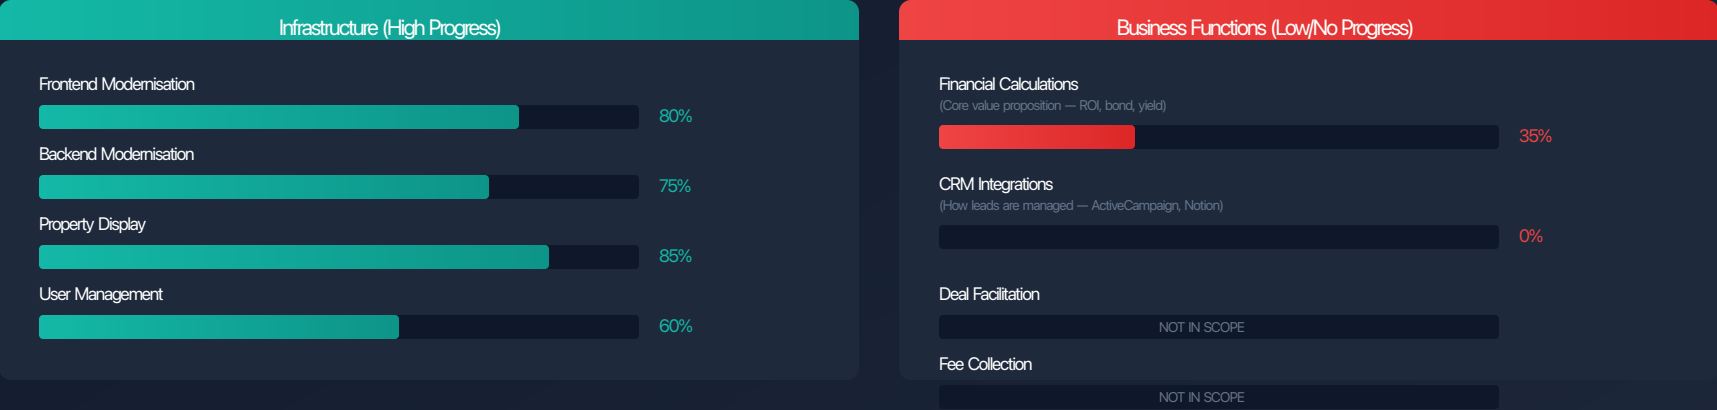 Infrastructure (High Progress)
Frontend Modernisation
80%
Backend Modernisation
75%
Property Display
85%
User Management
60%
Business Functions (Low/No Progress)
Financial Calculations
(Core value proposition — ROI, bond, yield)
35%
CRM Integrations
(How leads are managed — ActiveCampaign, Notion)
0%
Deal Facilitation
NOT IN SCOPE
Fee Collection
NOT IN SCOPE